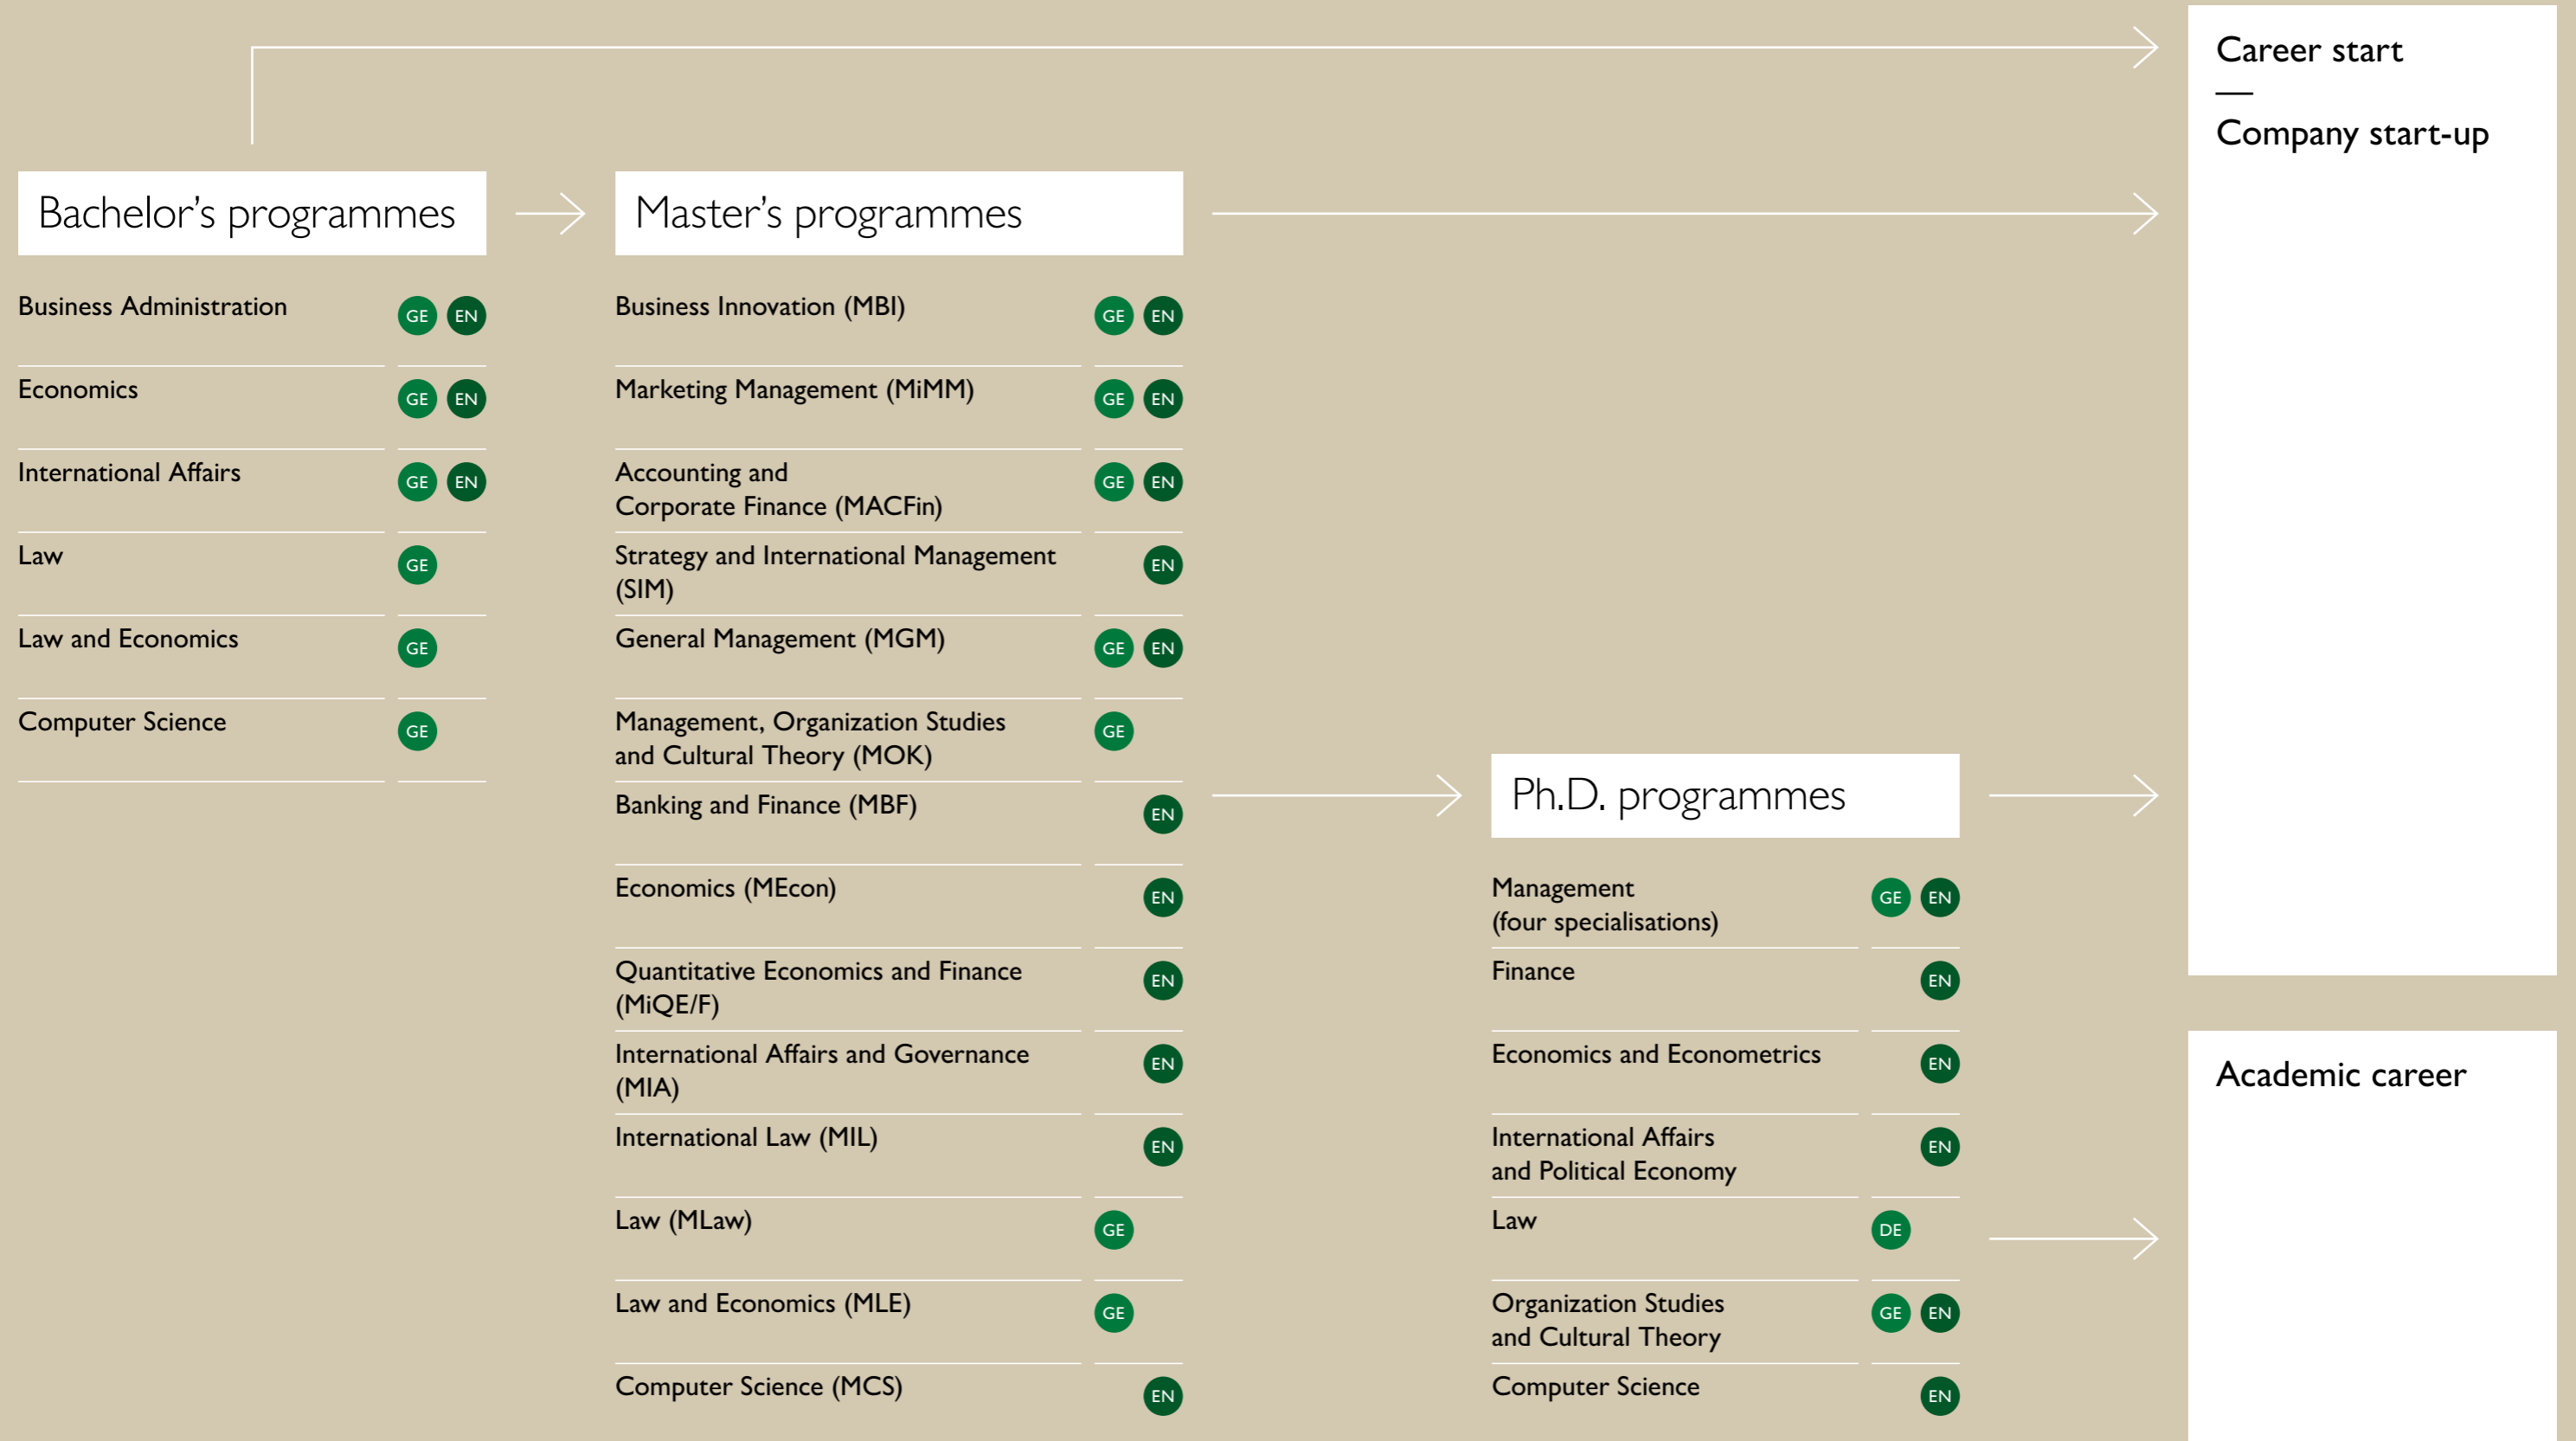 Career start
—
Company start-up
Bachelor’s programmes
Business Administration GE EN
Economics GE EN
International Affairs GE EN
Law GE
Law and Economics GE
Computer Science GE
Master’s programmes
Business Innovation (MBI) GE EN
Marketing Management (MiMM) GE EN
Accounting and GE EN
Corporate Finance (MACFin)
Strategy and International Management EN
(SIM)
General Management (MGM) GE EN
Management, Organization Studies GE
and Cultural Theory (MOK)
Banking and Finance (MBF) EN
Economics (MEcon) EN
Quantitative Economics and Finance EN
(MiQE/F)
International Affairs and Governance EN
(MIA)
International Law (MIL) EN
Law (MLaw) GE
Law and Economics (MLE) GE
Computer Science (MCS) EN
Ph.D. programmes
Management GE EN
(four specialisations)
Finance EN
Economics and Econometrics EN
International Affairs EN
and Political Economy
Law DE
Organization Studies GE EN
and Cultural Theory
Computer Science EN
Academic career